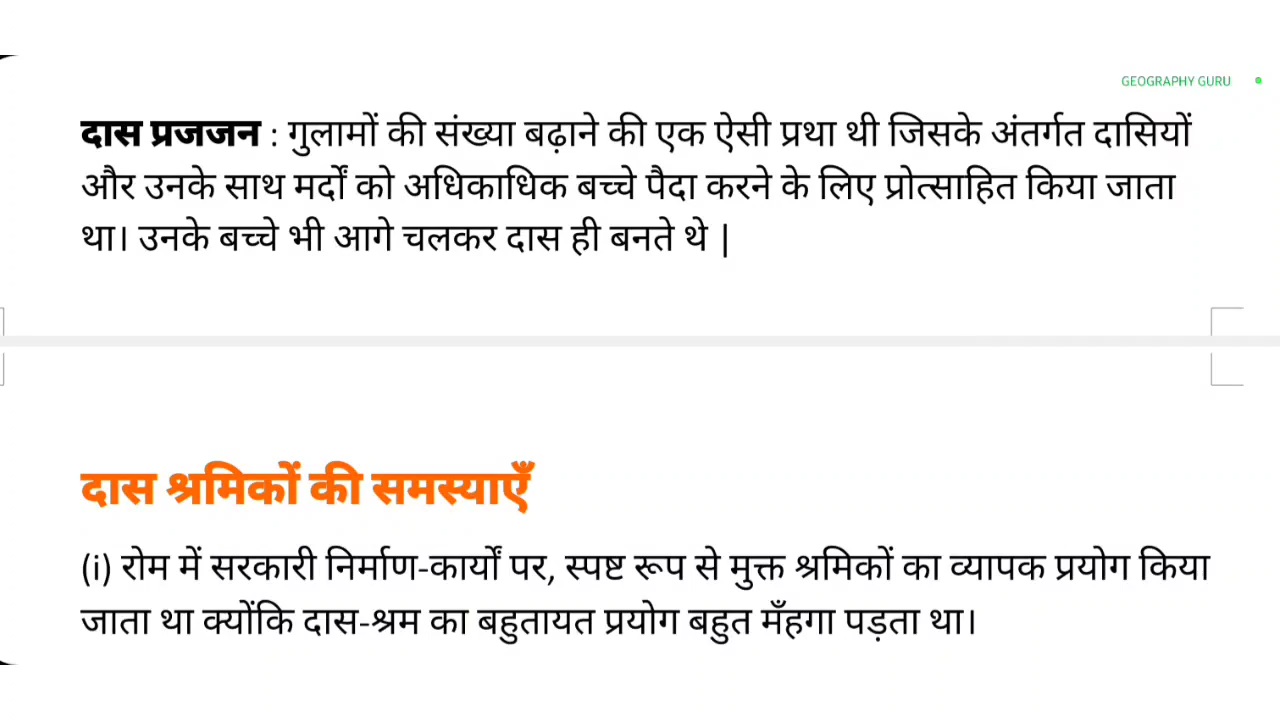 GEOGRAPHY GURU
दास प्रजजन : गुलामों की संख्या बढ़ाने की एक ऐसी प्रथा थी जिसके अंतर्गत दासियों
और उनके साथ मर्दों को अधिकाधिक बच्चे पैदा करने के लिए प्रोत्साहित किया जाता
था। उनके बच्चे भी आगे चलकर दास ही बनते थे |
दास श्रमिकों की समस्याएँ
(i) रोम में सरकारी निर्माण-कार्यों पर, स्पष्ट रूप से मुक्त श्रमिकों का व्यापक प्रयोग किया
जाता था क्योंकि दास-श्रम का बहुतायत प्रयोग बहुत मँहगा पड़ता था।